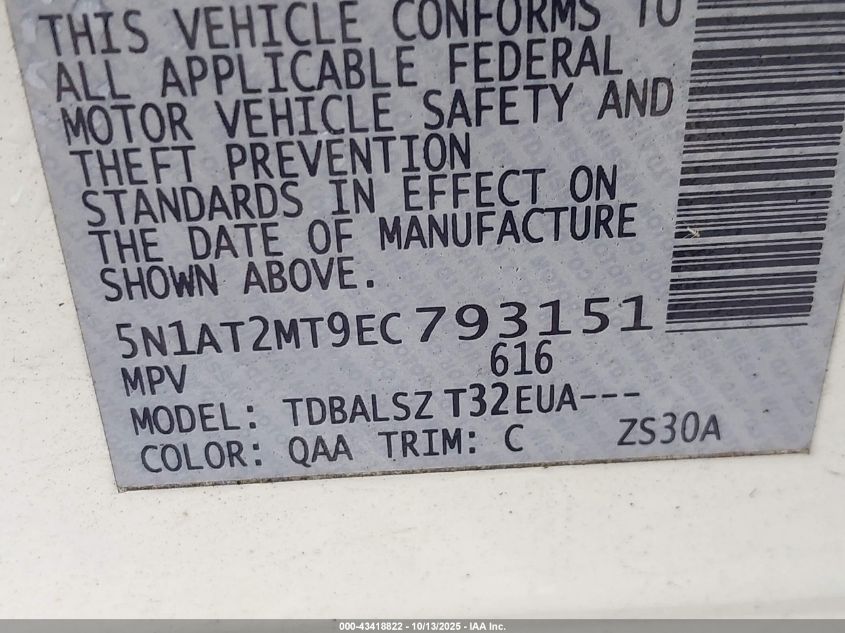 THIS VEHICLE CONFORMS TO
ALL APPLICABLE FEDERAL
MOTOR VEHICLE SAFETY AND
THEFT PREVENTION
STANDARDS IN EFFECT ON
THE DATE OF MANUFACTURE
SHOWN ABOVE.
5N1AT2MT9EC793151
MPV 616
MODEL: TDBALSZ T32EUA---
COLOR: QAA TRIM: C ZS30A
000-43418822 - 10/13/2025 - IAA Inc.